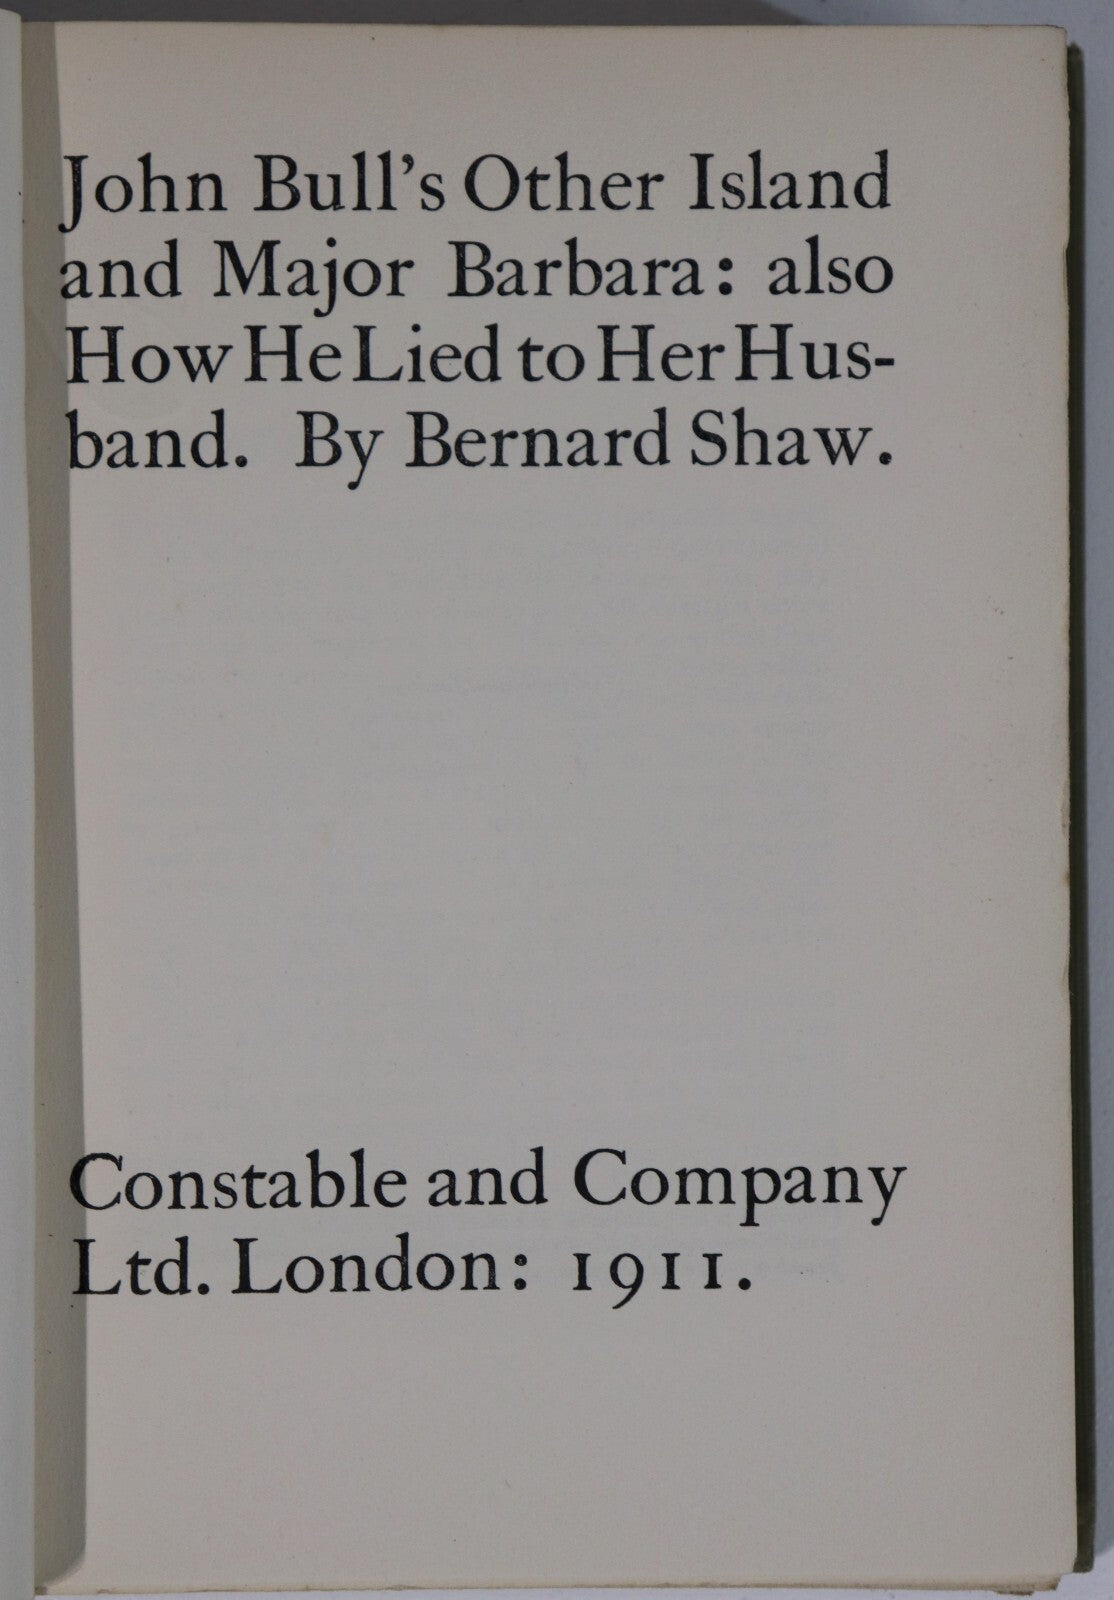 John Bull's Other Island
and Major Barbara: also
How He Lied to Her Hus-
band. By Bernard Shaw.
Constable and Company
Ltd. London: 1911.